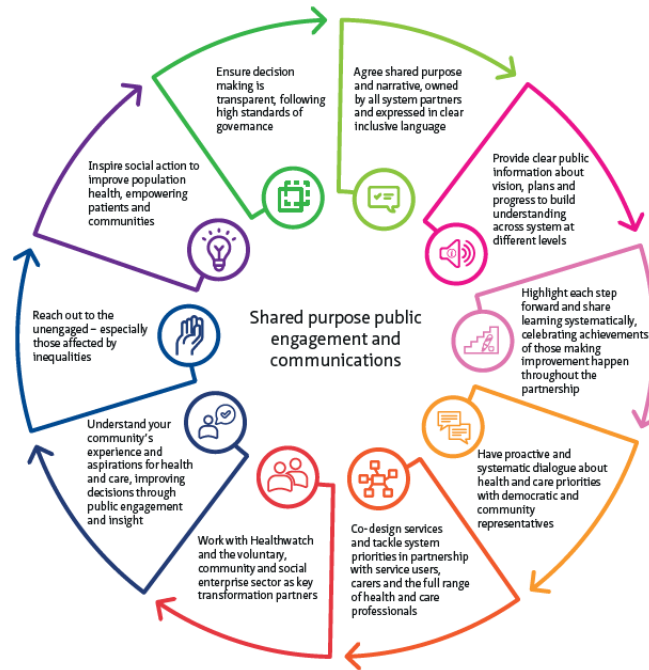 Shared purpose public
engagement and
communications
Agree shared purpose
and narrative, owned
by all system partners
and expressed in clear
inclusive language
Provide clear public
information about
vision, plans and
progress to build
understanding
across system at
different levels
Highlight each step
forward and share
learning systematically,
celebrating achievements
of those making
improvement happen
throughout the
partnership
Have proactive and
systematic dialogue about
health and care priorities
with democratic and
community
representatives
Co-design services
and tackle system
priorities in partnership
with service users,
carers and the full range
of health and care
professionals
Work with Healthwatch
and the voluntary,
community and social
enterprise sector as key
transformation partners
Understand your
community's
experience and
aspirations for health
and care, improving
decisions through
public engagement
and insight
Reach out to the
unengaged – especially
those affected by
inequalities
Inspire social action to
improve population
health, empowering
patients and
communities
Ensure decision
making is
transparent, following
high standards of
governance